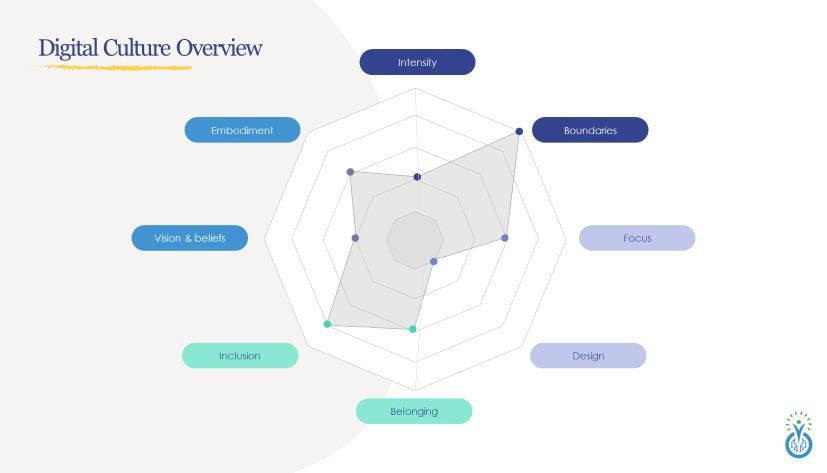 Digital Culture Overview
Intensity
Embodiment
Boundaries
Vision & beliefs
Focus
Inclusion
Design
Belonging